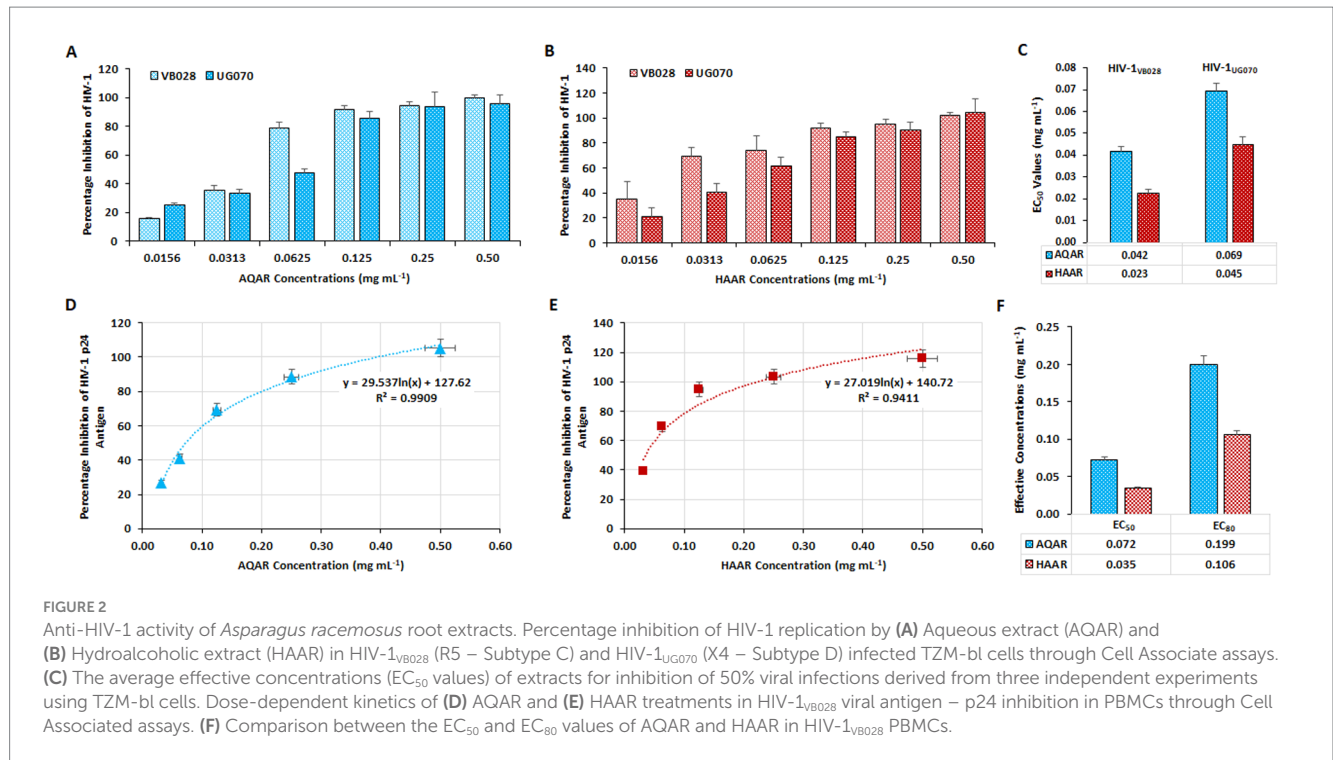 A
Percentage Inhibition of HIV-1
VB028 UG070
120
100
80
60
40
20
0
0.0156 0.0313 0.0625 0.125 0.25 0.50
AQAR Concentrations (mg mL-1)
B
Percentage Inhibition of HIV-1
VB028 UG070
140
120
100
80
60
40
20
0
0.0156 0.0313 0.0625 0.125 0.25 0.50
HAAR Concentrations (mg mL-1)
C
EC50 Values (mg mL-1)
HIV-1VB028 HIV-1UG070
0.08
0.07
0.06
0.05
0.04
0.03
0.02
0.01
0.00
AQAR 0.042 0.069
HAAR 0.023 0.045
D
Percentage Inhibition of HIV-1 p24
Antigen
120
100
80
60
40
20
0
y = 29.537ln(x) + 127.62
R² = 0.9909
0.00 0.10 0.20 0.30 0.40 0.50 0.60
AQAR Concentration (mg mL-1)
E
Percentage Inhibition of HIV-1 p24
Antigen
140
120
100
80
60
40
20
0
y = 27.019ln(x) + 140.72
R² = 0.9411
0.00 0.10 0.20 0.30 0.40 0.50 0.60
HAAR Concentration (mg mL-1)
F
Effective Concentrations (mg mL-1)
0.25
0.20
0.15
0.10
0.05
0.00
EC50 EC80
AQAR 0.072 0.199
HAAR 0.035 0.106
FIGURE 2
Anti-HIV-1 activity of Asparagus racemosus root extracts. Percentage inhibition of HIV-1 replication by (A) Aqueous extract (AQAR) and
(B) Hydroalcoholic extract (HAAR) in HIV-1VB028 (R5 – Subtype C) and HIV-1UG070 (X4 – Subtype D) infected TZM-bl cells through Cell Associate assays.
(C) The average effective concentrations (EC50 values) of extracts for inhibition of 50% viral infections derived from three independent experiments
using TZM-bl cells. Dose-dependent kinetics of (D) AQAR and (E) HAAR treatments in HIV-1VB028 viral antigen – p24 inhibition in PBMCs through Cell
Associated assays. (F) Comparison between the EC50 and EC80 values of AQAR and HAAR in HIV-1VB028 PBMCs.